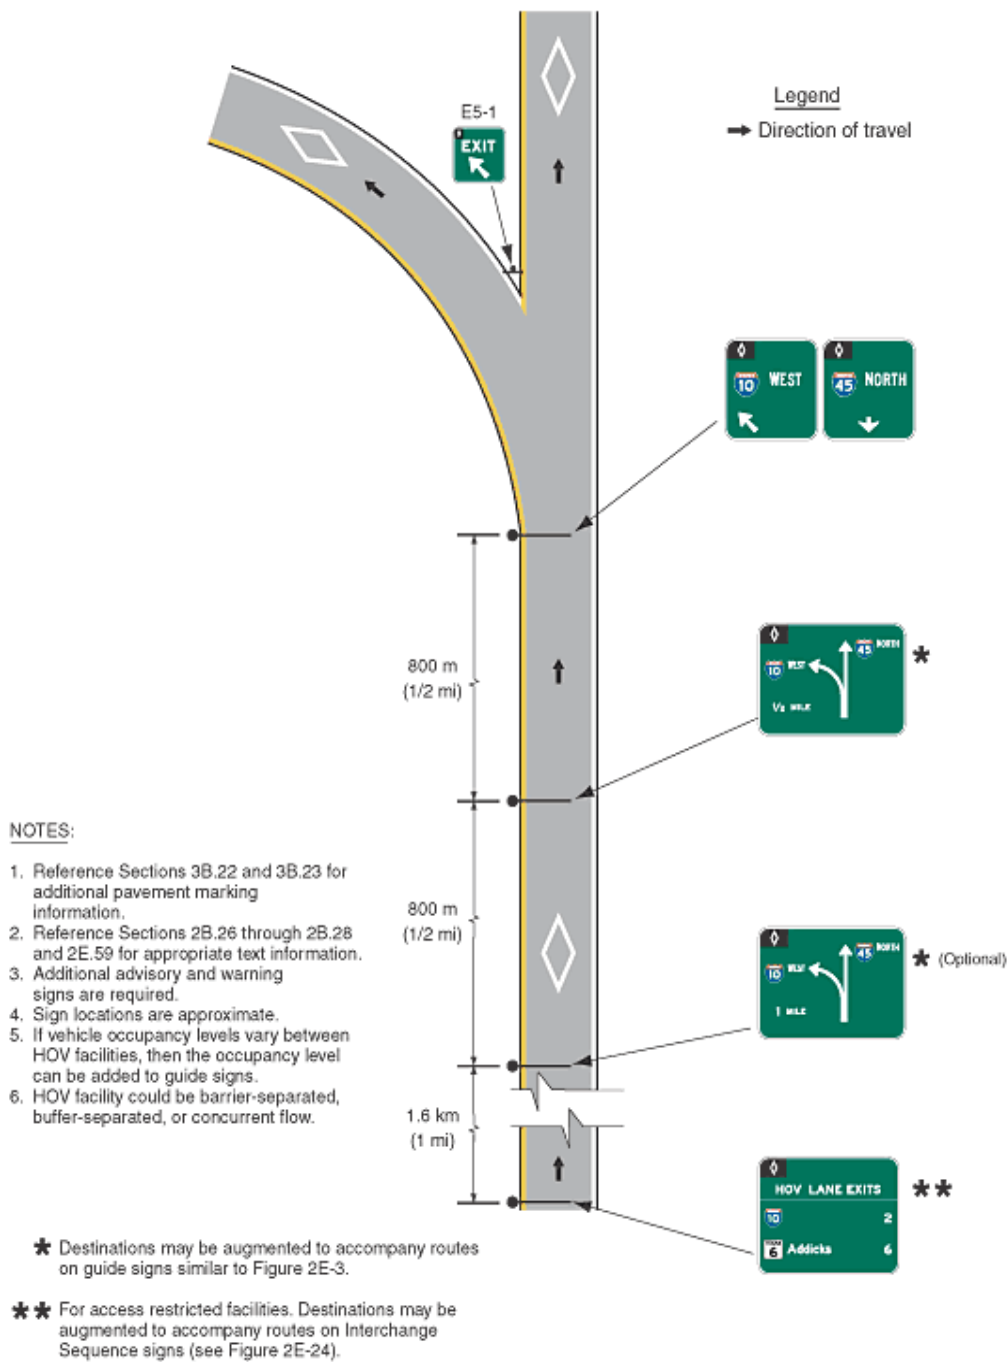 E5-1
EXIT
Legend
Direction of travel
10 WEST
45 NORTH
800 m
(1/2 mi)
45 NORTH
10 WEST
1/2 MILE
*
NOTES:
1. Reference Sections 3B.22 and 3B.23 for
additional pavement marking
information.
2. Reference Sections 2B.26 through 2B.28
and 2E.59 for appropriate text information.
3. Additional advisory and warning
signs are required.
4. Sign locations are approximate.
5. If vehicle occupancy levels vary between
HOV facilities, then the occupancy level
can be added to guide signs.
6. HOV facility could be barrier-separated,
buffer-separated, or concurrent flow.
800 m
(1/2 mi)
45 NORTH
10 WEST
1 MILE
* (Optional)
1.6 km
(1 mi)
HOV LANE EXITS
10 2
TEXAS
6 Addicks 6
**
* Destinations may be augmented to accompany routes
on guide signs similar to Figure 2E-3.
** For access restricted facilities. Destinations may be
augmented to accompany routes on Interchange
Sequence signs (see Figure 2E-24).